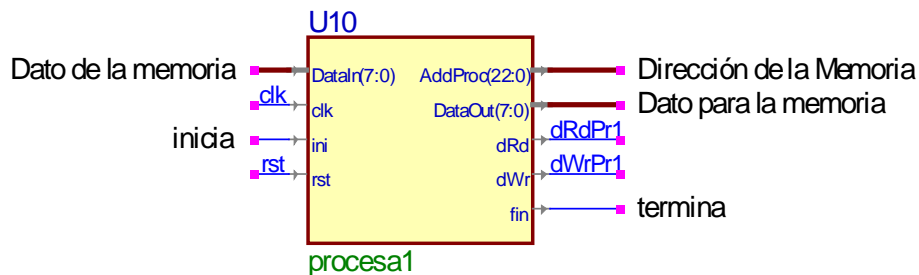 U10
Dato de la memoria
DataIn(7:0)
AddProc(22:0)
Dirección de la Memoria
clk
clk
DataOut(7:0)
Dato para la memoria
inicia
ini
dRd
dRdPr1
rst
rst
dWr
dWrPr1
fin
termina
procesa1